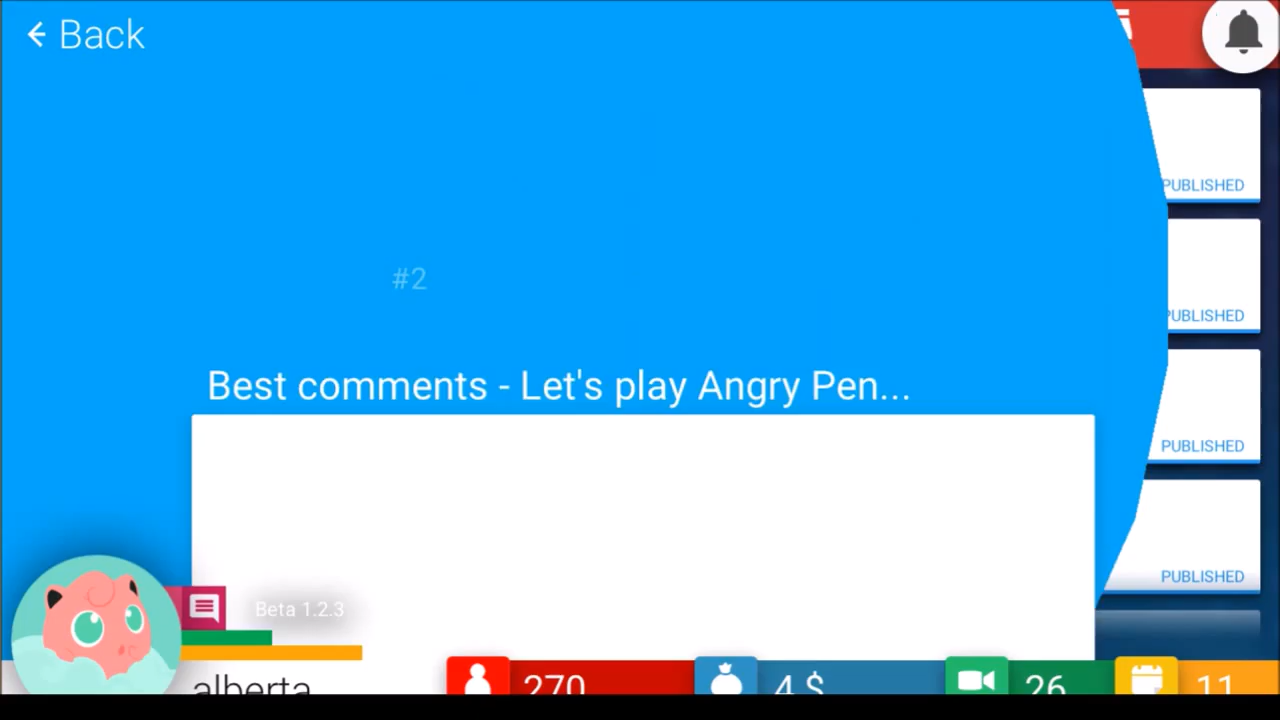 Back
PUBLISHED
PUBLISHED
#2
Best comments - Let's play Angry Pen...
PUBLISHED
PUBLISHED
Beta 1.2.3
alberta
270
4 $
26
11